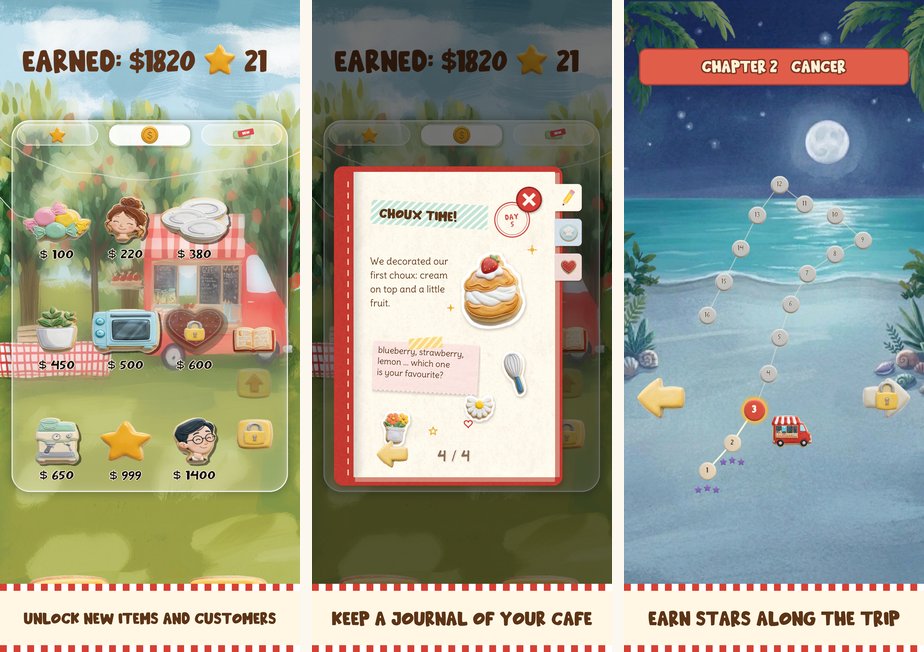 EARNED: $1820 21
NEW
$ 100
$ 220
$ 380
$ 450
$ 500
$ 600
$ 650
$ 999
$ 1400
UNLOCK NEW ITEMS AND CUSTOMERS
EARNED: $1820 21
NEW
CHOUX TIME!
DAY
5
We decorated our
first choux: cream
on top and a little
fruit.
blueberry, strawberry,
lemon ... which one
is your favourite?
4 / 4
KEEP A JOURNAL OF YOUR CAFE
CHAPTER 2 CANCER
12
11
13
10
9
14
8
7
15
6
16
5
4
3
2
1
EARN STARS ALONG THE TRIP